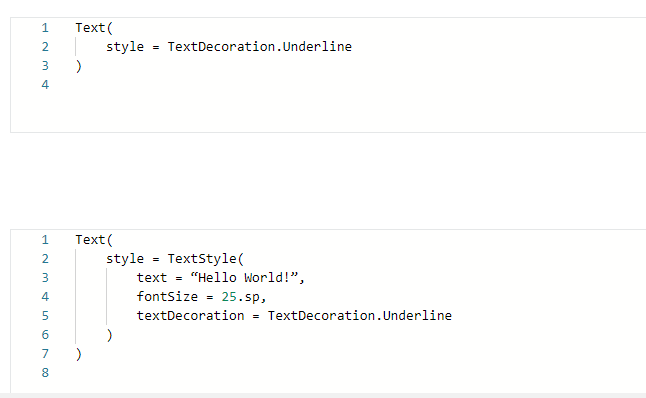 1 Text(
2 style = TextDecoration.Underline
3 )
4
1 Text(
2 style = TextStyle(
3 text = “Hello World!”,
4 fontSize = 25.sp,
5 textDecoration = TextDecoration.Underline
6 )
7 )
8